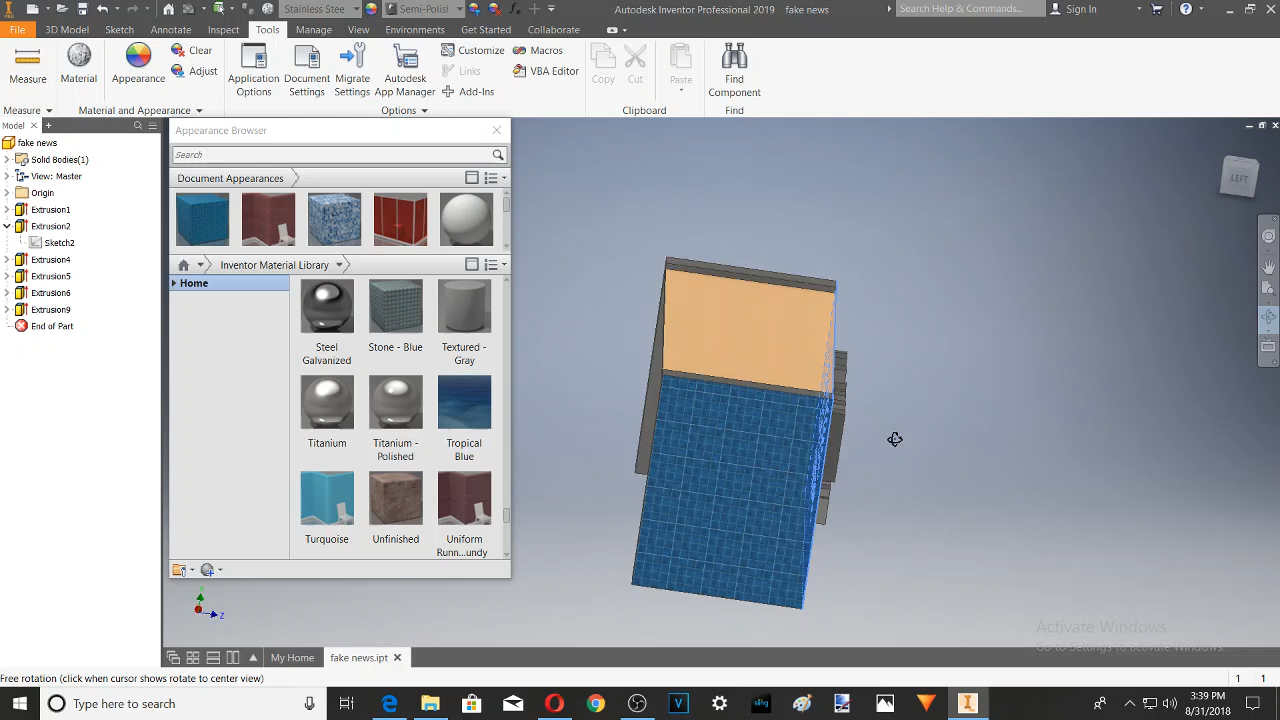 Stainless Stee
Semi-Polisl
Autodesk Inventor Professional 2019 fake news
Search Help & Commands...
Sign In
File 3D Model Sketch Annotate Inspect Tools Manage View Environments Get Started Collaborate
Measure
Material
Appearance
Clear
Adjust
Application Options
Document Settings
Migrate Settings
Autodesk App Manager
Customize
Links
Add-Ins
Macros
VBA Editor
Copy
Cut
Paste
Find Component
Measure
Material and Appearance
Options
Clipboard
Find
Model
fake news
Solid Bodies(1)
View: Master
Origin
Extrusion1
Extrusion2
Sketch2
Extrusion4
Extrusion5
Extrusion6
Extrusion9
End of Part
Appearance Browser
Search
Document Appearances
Inventor Material Library
Home
Steel Galvanized
Stone - Blue
Textured - Gray
Titanium
Titanium - Polished
Tropical Blue
Turquoise
Unfinished
Uniform Runn...undy
LEFT
Y
Z
Activate Windows
Go to Settings to activate Windows.
My Home
fake news.ipt
Free rotation (click when cursor shows rotate to center view)
1 1
Type here to search
sling
3:39 PM
8/31/2018